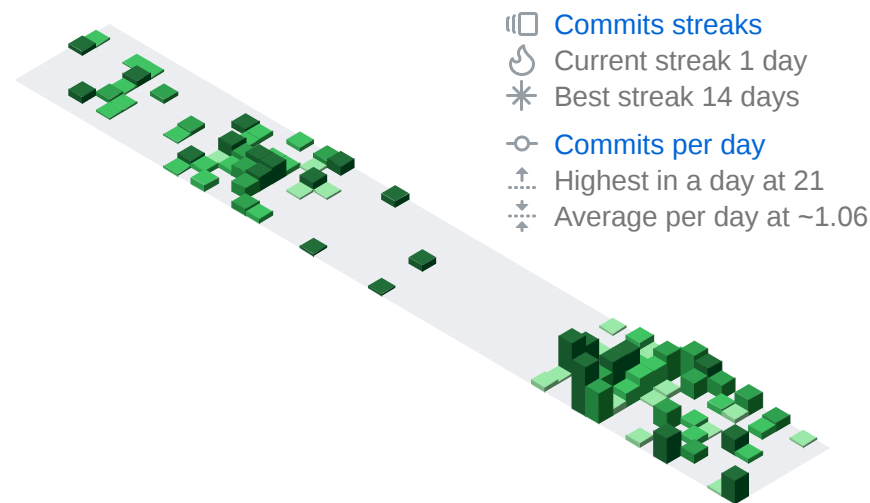 Commits streaks
Current streak 1 day
Best streak 14 days
Commits per day
Highest in a day at 21
Average per day at ~1.06